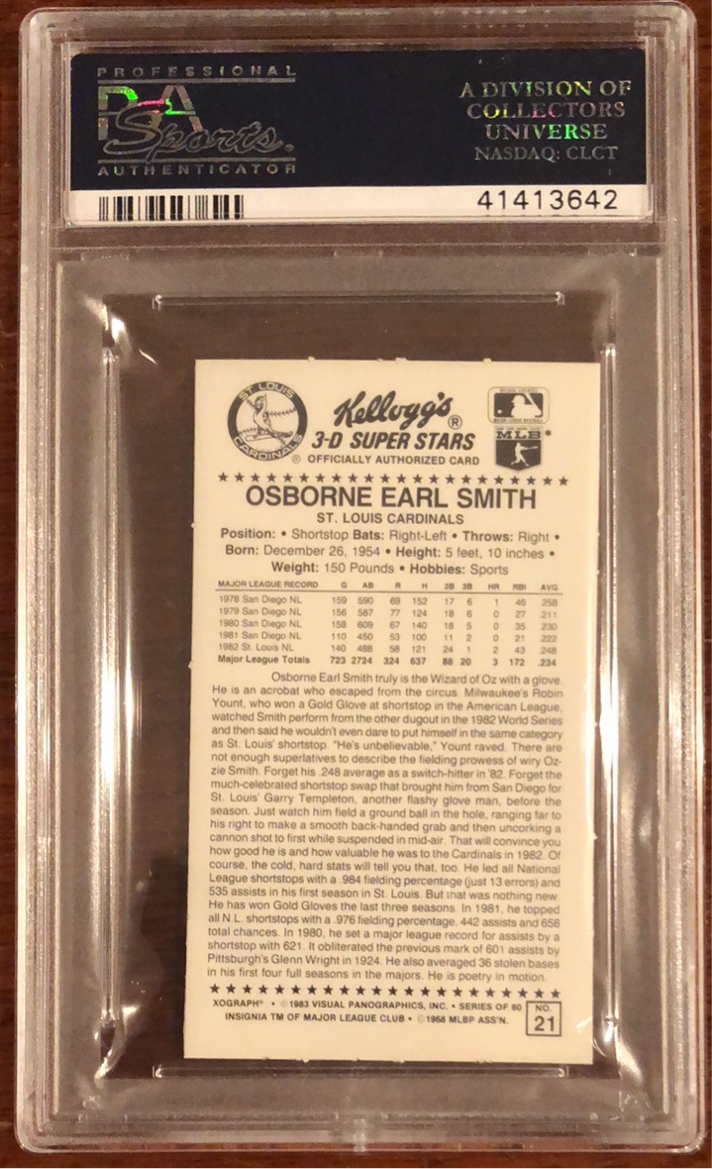 PROFESSIONAL
PSA
Sports®
AUTHENTICATOR
A DIVISION OF
COLLECTORS
UNIVERSE
NASDAQ: CLCT
41413642
ST. LOUIS
CARDINALS
®
Kellogg's®
3-D SUPER STARS
OFFICIALLY AUTHORIZED CARD
MLB*
OSBORNE EARL SMITH
ST. LOUIS CARDINALS
Position: • Shortstop Bats: Right-Left • Throws: Right •
Born: December 26, 1954 • Height: 5 feet, 10 inches •
Weight: 150 Pounds • Hobbies: Sports
MAJOR LEAGUE RECORD G AB R H 2B 3B HR RBI AVG
1978 San Diego NL 159 590 69 152 17 6 1 46 .258
1979 San Diego NL 156 587 77 124 18 6 0 27 .211
1980 San Diego NL 158 609 67 140 18 5 0 35 .230
1981 San Diego NL 110 450 53 100 11 2 0 21 .222
1982 St. Louis NL 140 488 58 121 24 1 2 43 .248
Major League Totals 723 2724 324 637 88 20 3 172 .234
Osborne Earl Smith truly is the Wizard of Oz with a glove.
He is an acrobat who escaped from the circus. Milwaukee's Robin
Yount, who won a Gold Glove at shortstop in the American League,
watched Smith perform from the other dugout in the 1982 World Series
and then said he wouldn't even dare to put himself in the same category
as St. Louis' shortstop. "He's unbelievable," Yount raved. There are
not enough superlatives to describe the fielding prowess of wiry Oz-
zie Smith. Forget his .248 average as a switch-hitter in '82. Forget the
much-celebrated shortstop swap that brought him from San Diego for
St. Louis' Garry Templeton, another flashy glove man, before the
season. Just watch him field a ground ball in the hole, ranging far to
his right to make a smooth back-handed grab and then uncorking a
cannon shot to first while suspended in mid-air. That will convince you
how good he is and how valuable he was to the Cardinals in 1982. Of
course, the cold, hard stats will tell you that, too. He led all National
League shortstops with a .984 fielding percentage (just 13 errors) and
535 assists in his first season in St. Louis. But that was nothing new.
He has won Gold Gloves the last three seasons. In 1981, he topped
all N.L. shortstops with a .976 fielding percentage, 442 assists and 658
total chances. In 1980, he set a major league record for assists by a
shortstop with 621. It obliterated the previous mark of 601 assists by
Pittsburgh's Glenn Wright in 1924. He also averaged 36 stolen bases
in his first four full seasons in the majors. He is poetry in motion.
XOGRAPH® • ©1983 VISUAL PANOGRAPHICS, INC. • SERIES OF 60
INSIGNIA TM OF MAJOR LEAGUE CLUB • ©1968 MLBP ASS'N.
NO.
21